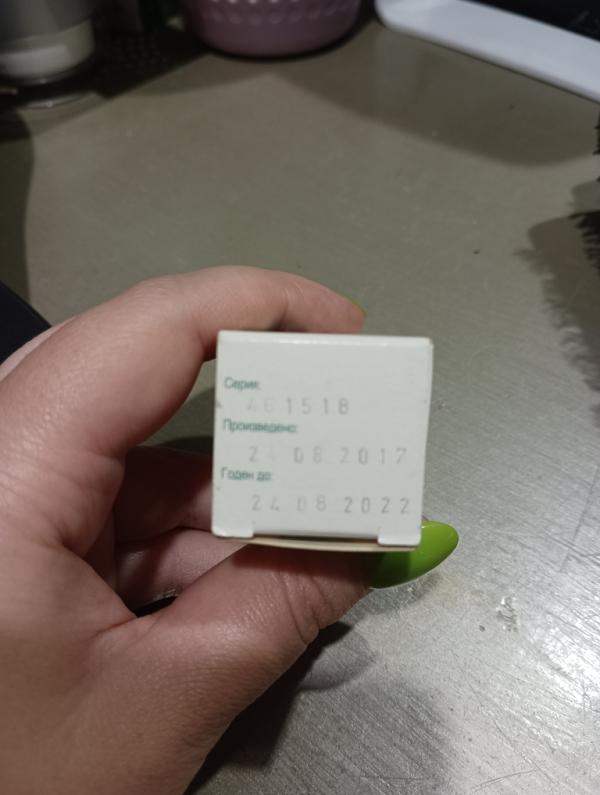 Серия:
461518
Произведено:
24 08 2017
Годен до:
24 08 2022